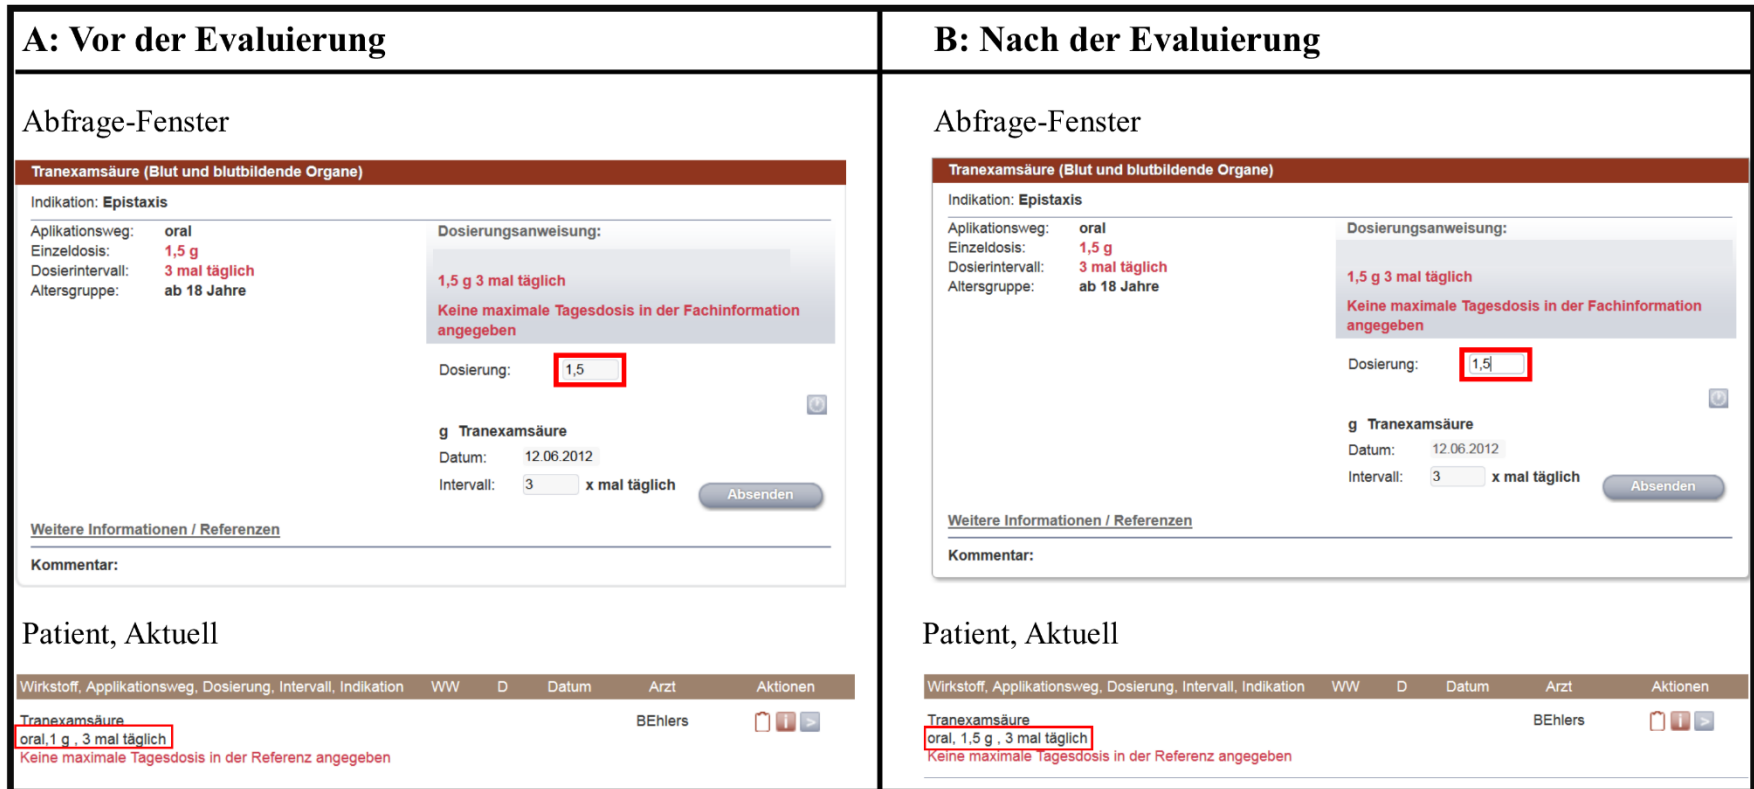 A: Vor der Evaluierung
Abfrage-Fenster
Tranexamsäure (Blut und blutbildende Organe)
Indikation: Epistaxis
Aplikationsweg: oral
Einzeldosis: 1,5 g
Dosierintervall: 3 mal täglich
Altersgruppe: ab 18 Jahre
Dosierungsanweisung:
1,5 g 3 mal täglich
Keine maximale Tagesdosis in der Fachinformation
angegeben
Dosierung: 1,5
g Tranexamsäure
Datum: 12.06.2012
Intervall: 3 x mal täglich Absenden
Weitere Informationen / Referenzen
Kommentar:
Patient, Aktuell
Wirkstoff, Applikationsweg, Dosierung, Intervall, Indikation WW D Datum Arzt Aktionen
Tranexamsäure BEhlers
oral,1 g , 3 mal täglich
Keine maximale Tagesdosis in der Referenz angegeben
B: Nach der Evaluierung
Abfrage-Fenster
Tranexamsäure (Blut und blutbildende Organe)
Indikation: Epistaxis
Aplikationsweg: oral
Einzeldosis: 1,5 g
Dosierintervall: 3 mal täglich
Altersgruppe: ab 18 Jahre
Dosierungsanweisung:
1,5 g 3 mal täglich
Keine maximale Tagesdosis in der Fachinformation
angegeben
Dosierung: 1,5
g Tranexamsäure
Datum: 12.06.2012
Intervall: 3 x mal täglich Absenden
Weitere Informationen / Referenzen
Kommentar:
Patient, Aktuell
Wirkstoff, Applikationsweg, Dosierung, Intervall, Indikation WW D Datum Arzt Aktionen
Tranexamsäure BEhlers
oral, 1,5 g , 3 mal täglich
Keine maximale Tagesdosis in der Referenz angegeben